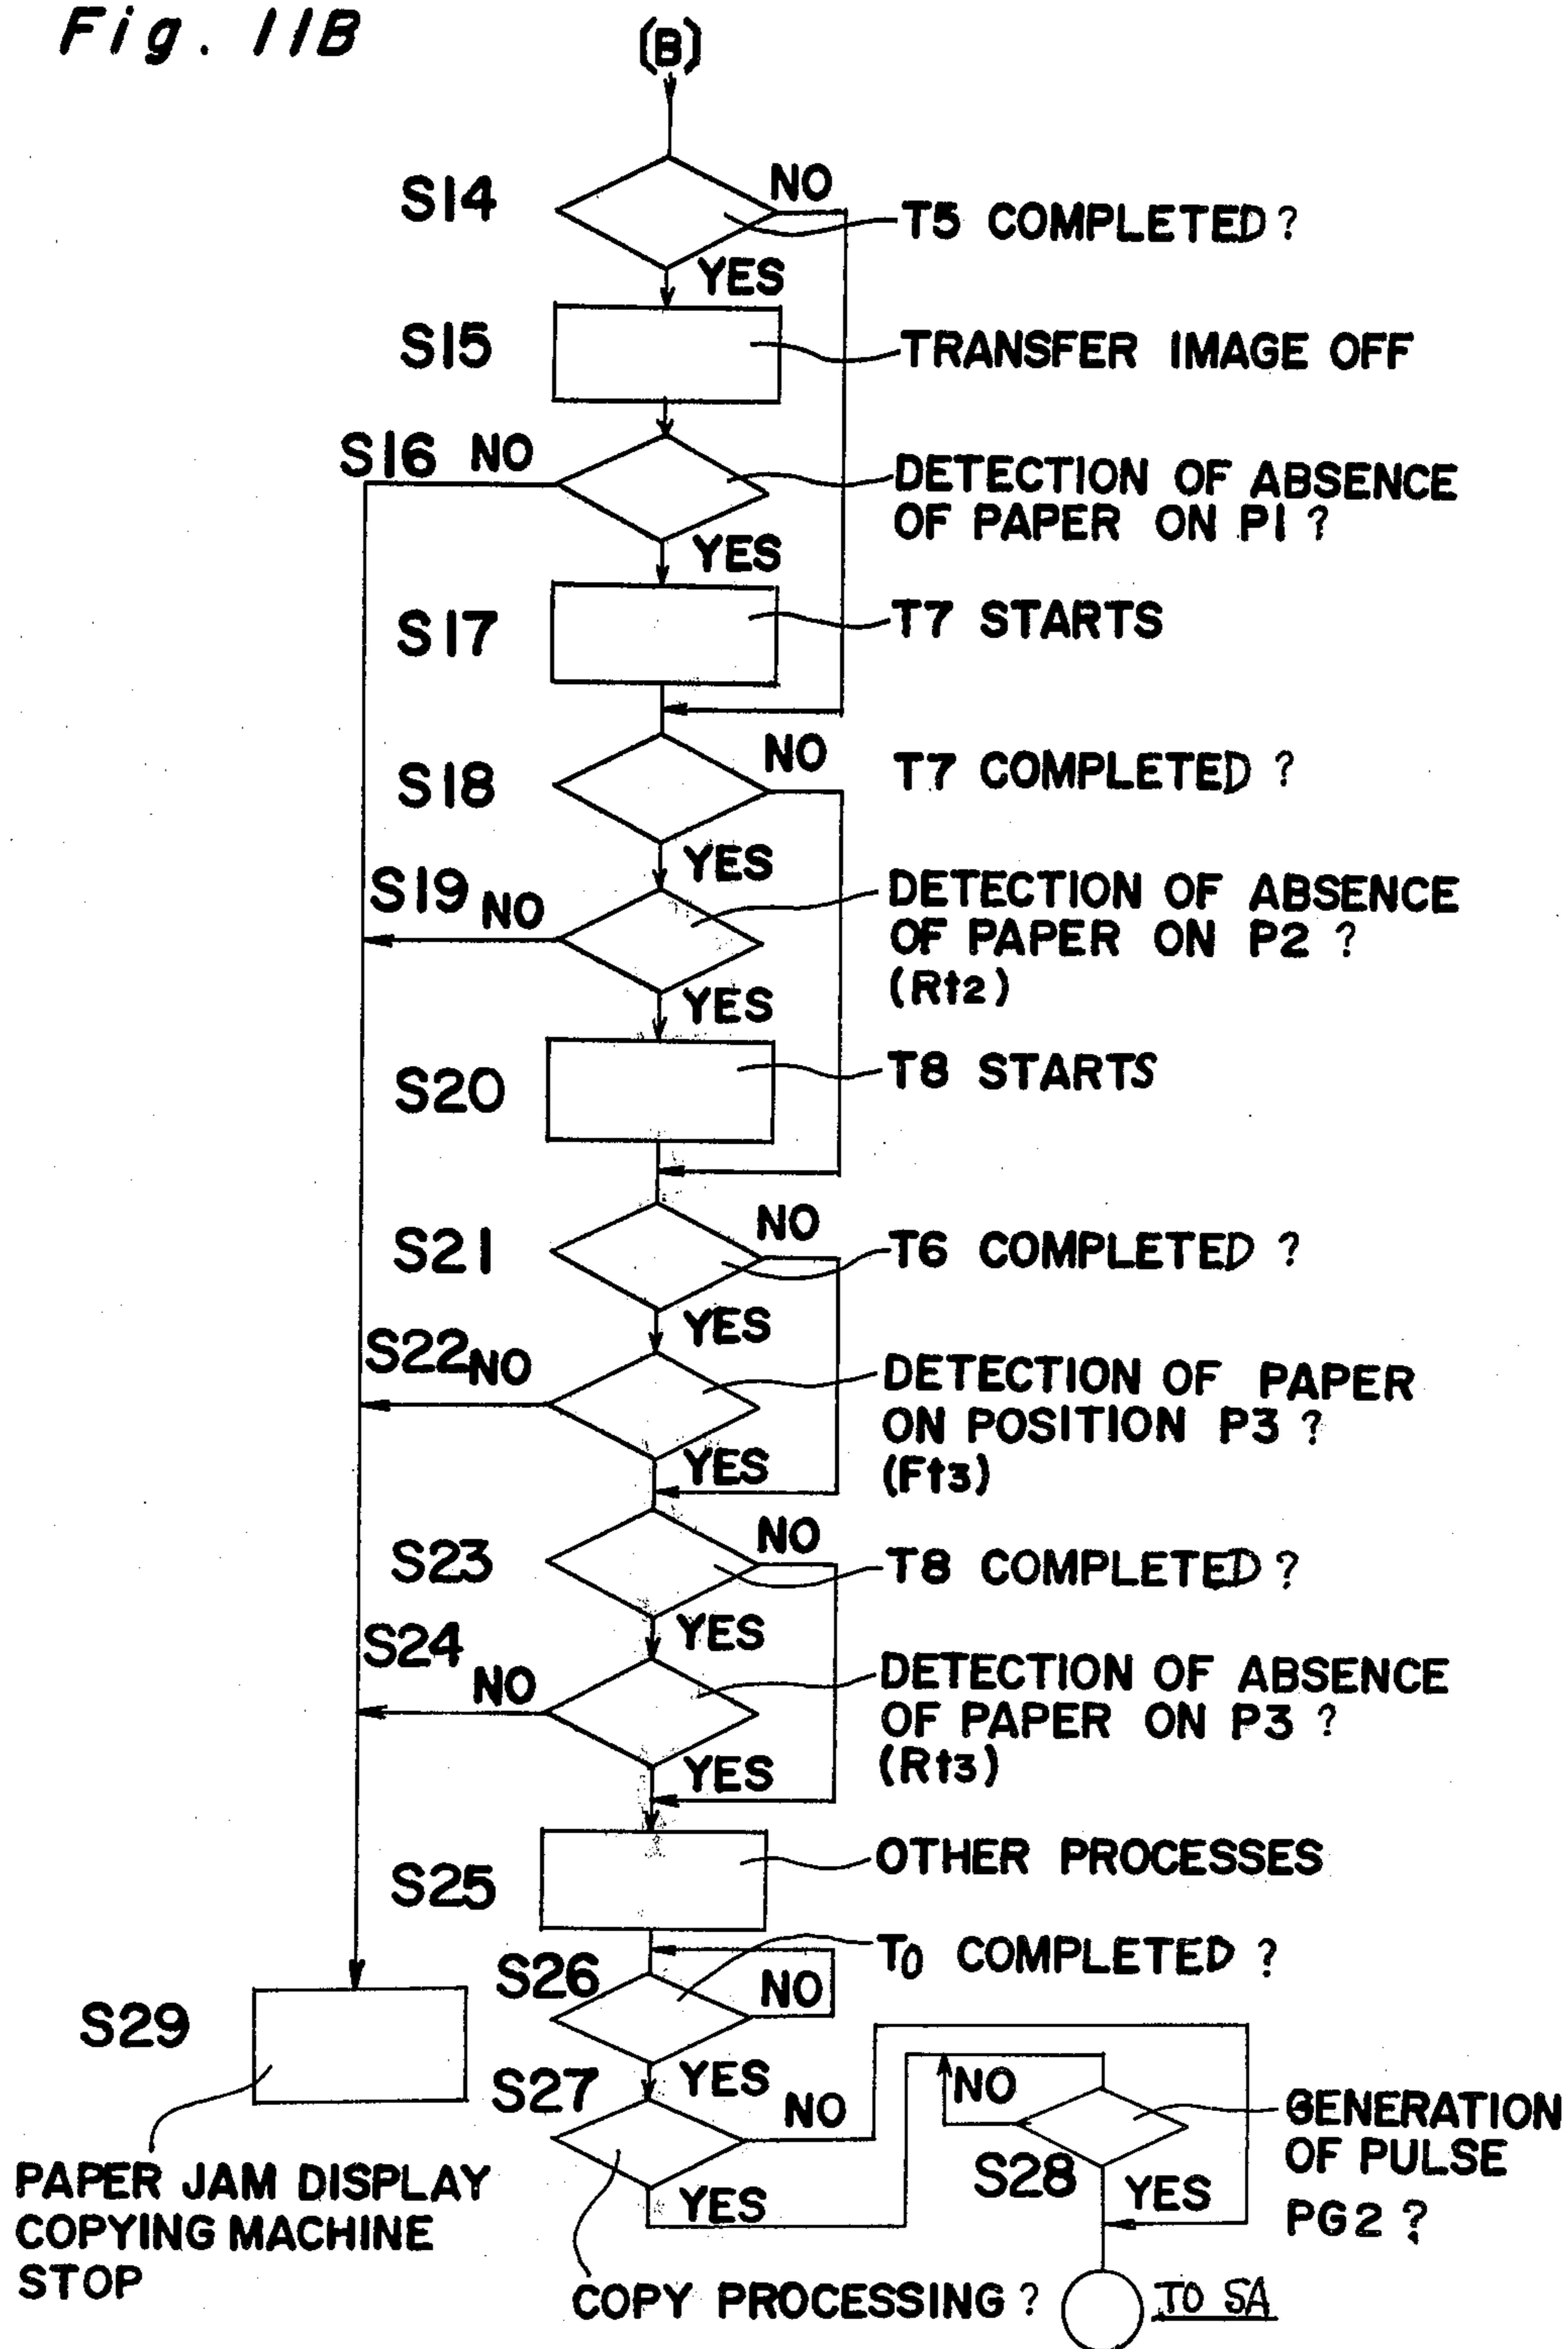 Fig. 11B
(B)
S14
NO
T5 COMPLETED ?
YES
S15
TRANSFER IMAGE OFF
S16 NO
DETECTION OF ABSENCE
OF PAPER ON P1 ?
YES
S17
T7 STARTS
S18
NO
T7 COMPLETED ?
YES
S19 NO
DETECTION OF ABSENCE
OF PAPER ON P2 ?
(Rt2)
YES
S20
T8 STARTS
S21
NO
T6 COMPLETED ?
YES
S22 NO
DETECTION OF PAPER
ON POSITION P3 ?
(Ft3)
YES
S23
NO
T8 COMPLETED ?
YES
S24
NO
DETECTION OF ABSENCE
OF PAPER ON P3 ?
(Rt3)
YES
S25
OTHER PROCESSES
S26
T0 COMPLETED ?
NO
YES
S29
PAPER JAM DISPLAY
COPYING MACHINE
STOP
S27
NO
YES
COPY PROCESSING ?
NO
S28
YES
GENERATION
OF PULSE
PG2 ?
TO SA